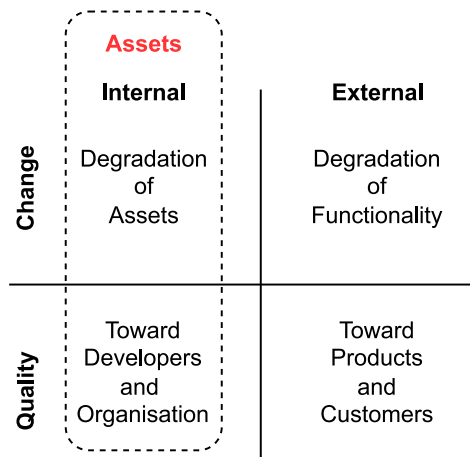 Assets
Internal
External
Change
Degradation
of
Assets
Degradation
of
Functionality
Quality
Toward
Developers
and
Organisation
Toward
Products
and
Customers